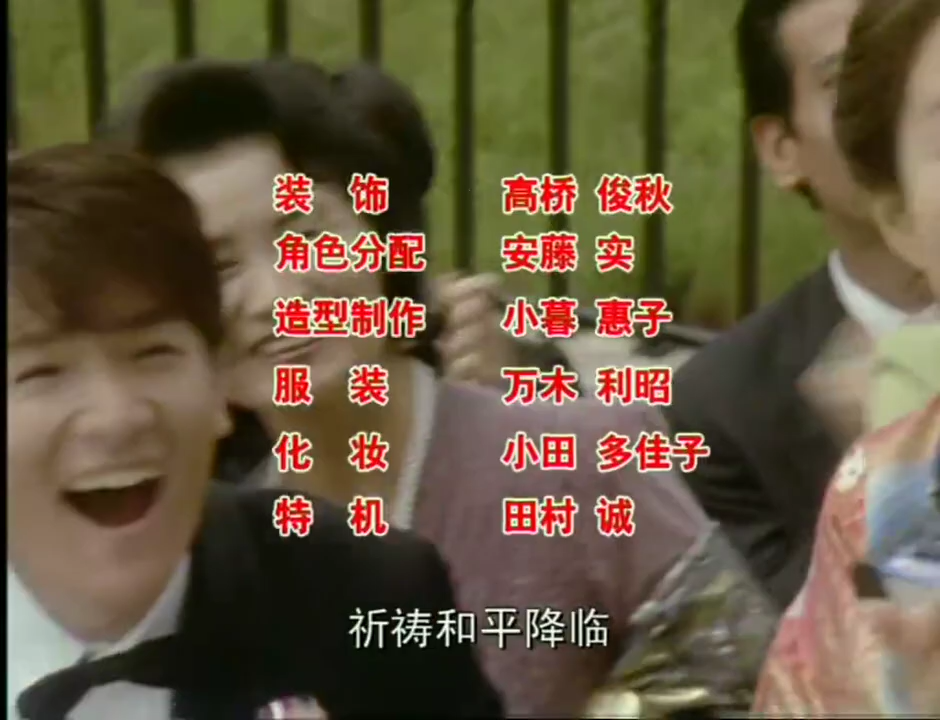 装 饰 高桥 俊秋
角色分配 安藤 实
造型制作 小暮 惠子
服 装 万木 利昭
化 妆 小田 多佳子
特 机 田村 诚
祈祷和平降临